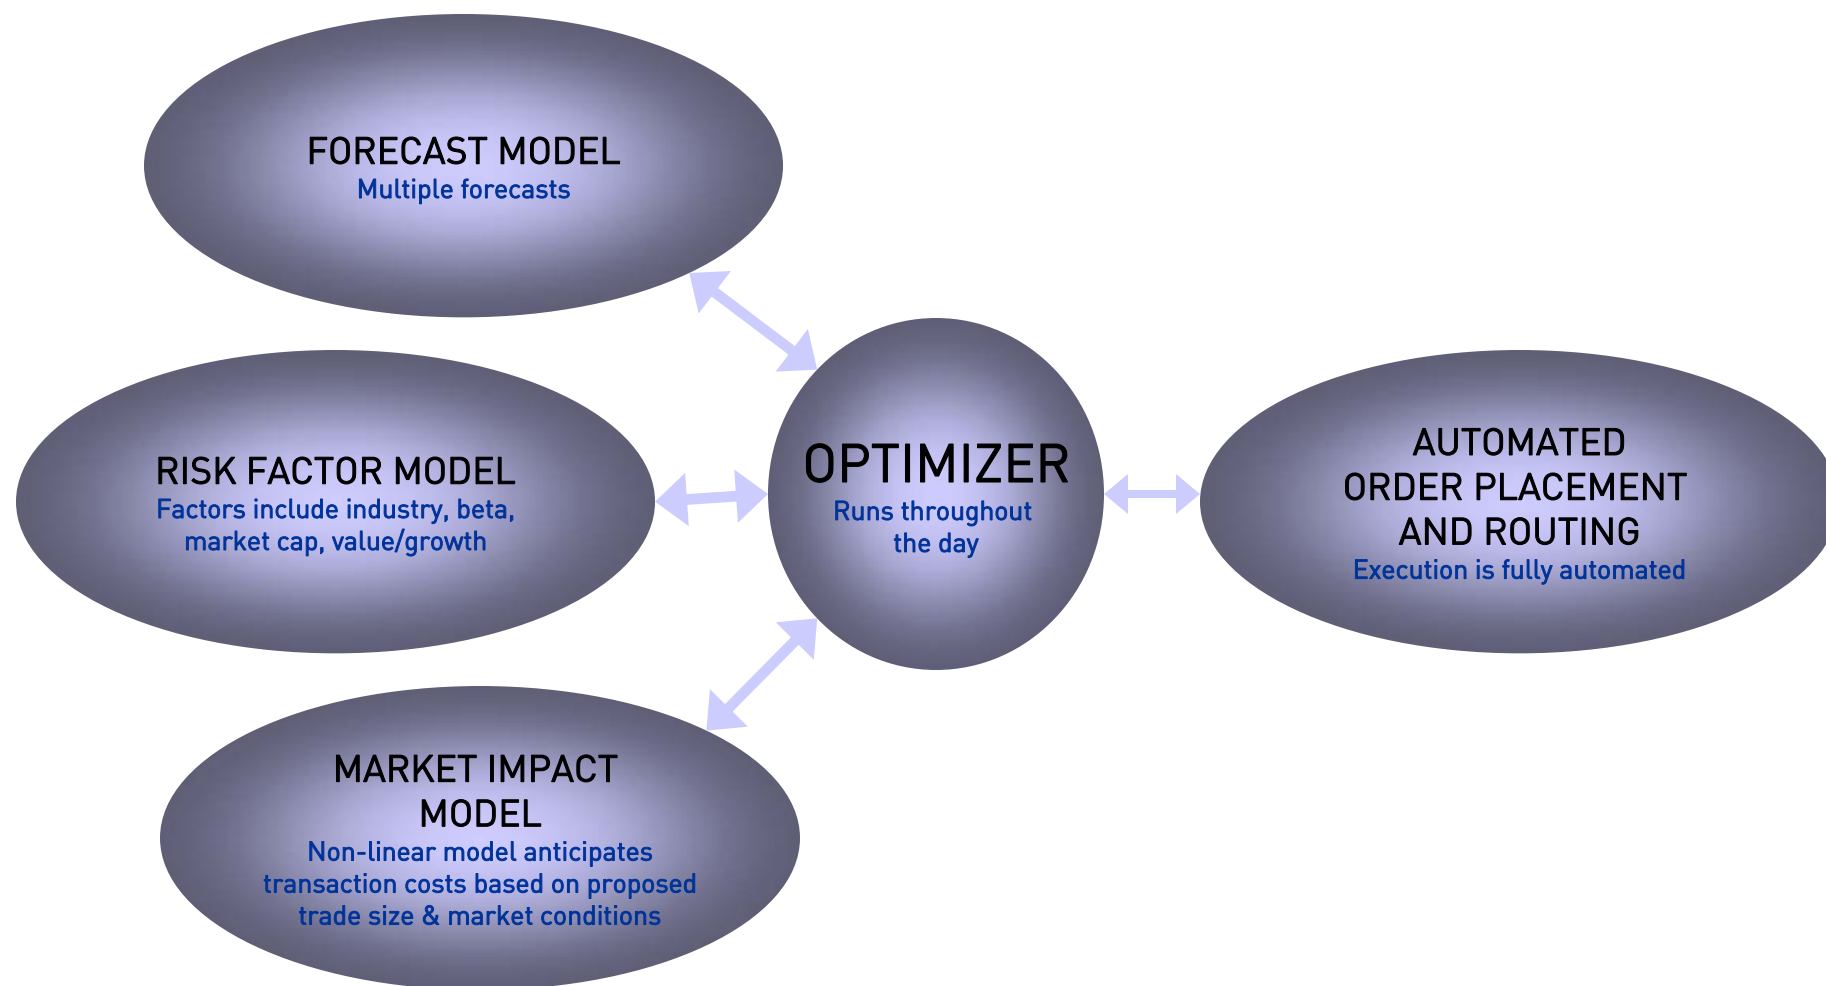 FORECAST MODEL
Multiple forecasts
RISK FACTOR MODEL
Factors include industry, beta,
market cap, value/growth
OPTIMIZER
Runs throughout
the day
AUTOMATED
ORDER PLACEMENT
AND ROUTING
Execution is fully automated
MARKET IMPACT
MODEL
Non-linear model anticipates
transaction costs based on proposed
trade size & market conditions